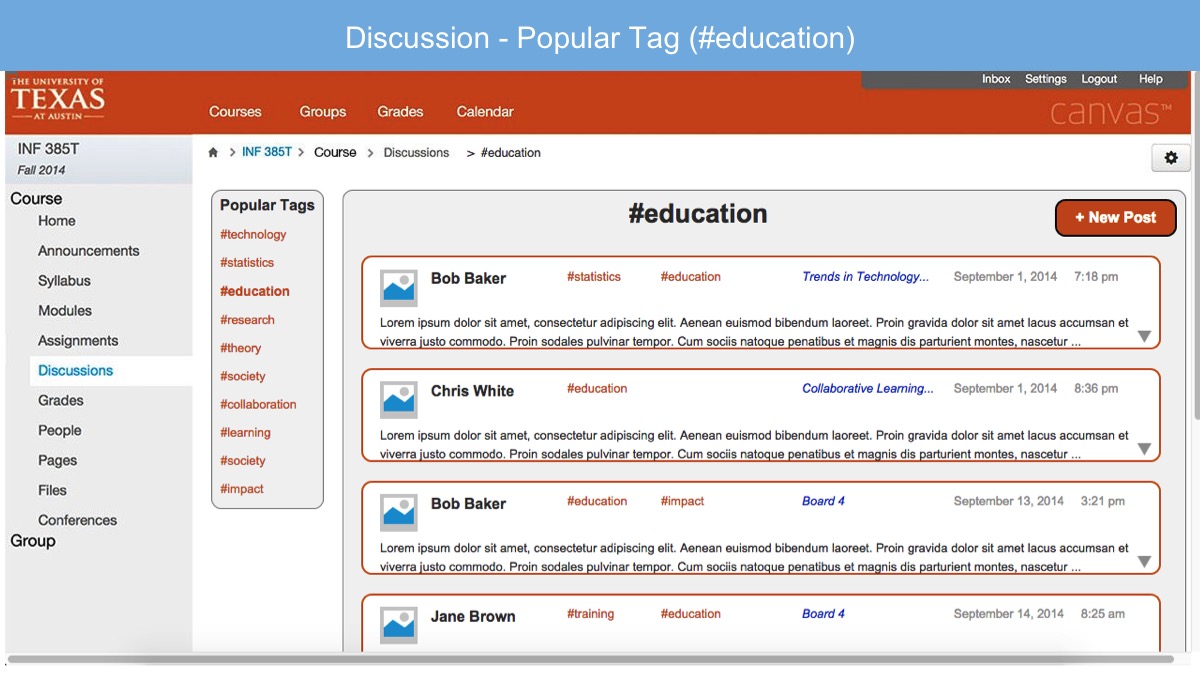 Discussion - Popular Tag (#education)
THE UNIVERSITY OF
TEXAS
AT AUSTIN
Inbox Settings Logout Help
Courses Groups Grades Calendar
canvas™
INF 385T
Fall 2014
> INF 385T > Course > Discussions > #education
Course
Home
Announcements
Syllabus
Modules
Assignments
Discussions
Grades
People
Pages
Files
Conferences
Group
Popular Tags
#technology
#statistics
#education
#research
#theory
#society
#collaboration
#learning
#society
#impact
#education
+ New Post
Bob Baker #statistics #education Trends in Technology... September 1, 2014 7:18 pm
Lorem ipsum dolor sit amet, consectetur adipiscing elit. Aenean euismod bibendum laoreet. Proin gravida dolor sit amet lacus accumsan et
viverra justo commodo. Proin sodales pulvinar tempor. Cum sociis natoque penatibus et magnis dis parturient montes, nascetur ...
Chris White #education Collaborative Learning... September 1, 2014 8:36 pm
Lorem ipsum dolor sit amet, consectetur adipiscing elit. Aenean euismod bibendum laoreet. Proin gravida dolor sit amet lacus accumsan et
viverra justo commodo. Proin sodales pulvinar tempor. Cum sociis natoque penatibus et magnis dis parturient montes, nascetur ...
Bob Baker #education #impact Board 4 September 13, 2014 3:21 pm
Lorem ipsum dolor sit amet, consectetur adipiscing elit. Aenean euismod bibendum laoreet. Proin gravida dolor sit amet lacus accumsan et
viverra justo commodo. Proin sodales pulvinar tempor. Cum sociis natoque penatibus et magnis dis parturient montes, nascetur ...
Jane Brown #training #education Board 4 September 14, 2014 8:25 am